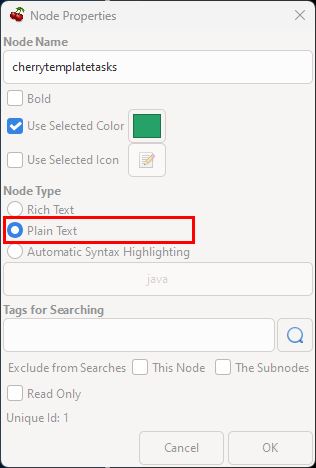 Node Properties
Node Name
cherrytemplatetasks
Bold
Use Selected Color
Use Selected Icon
Node Type
Rich Text
Plain Text
Automatic Syntax Highlighting
java
Tags for Searching
Exclude from Searches This Node The Subnodes
Read Only
Unique Id: 1
Cancel OK